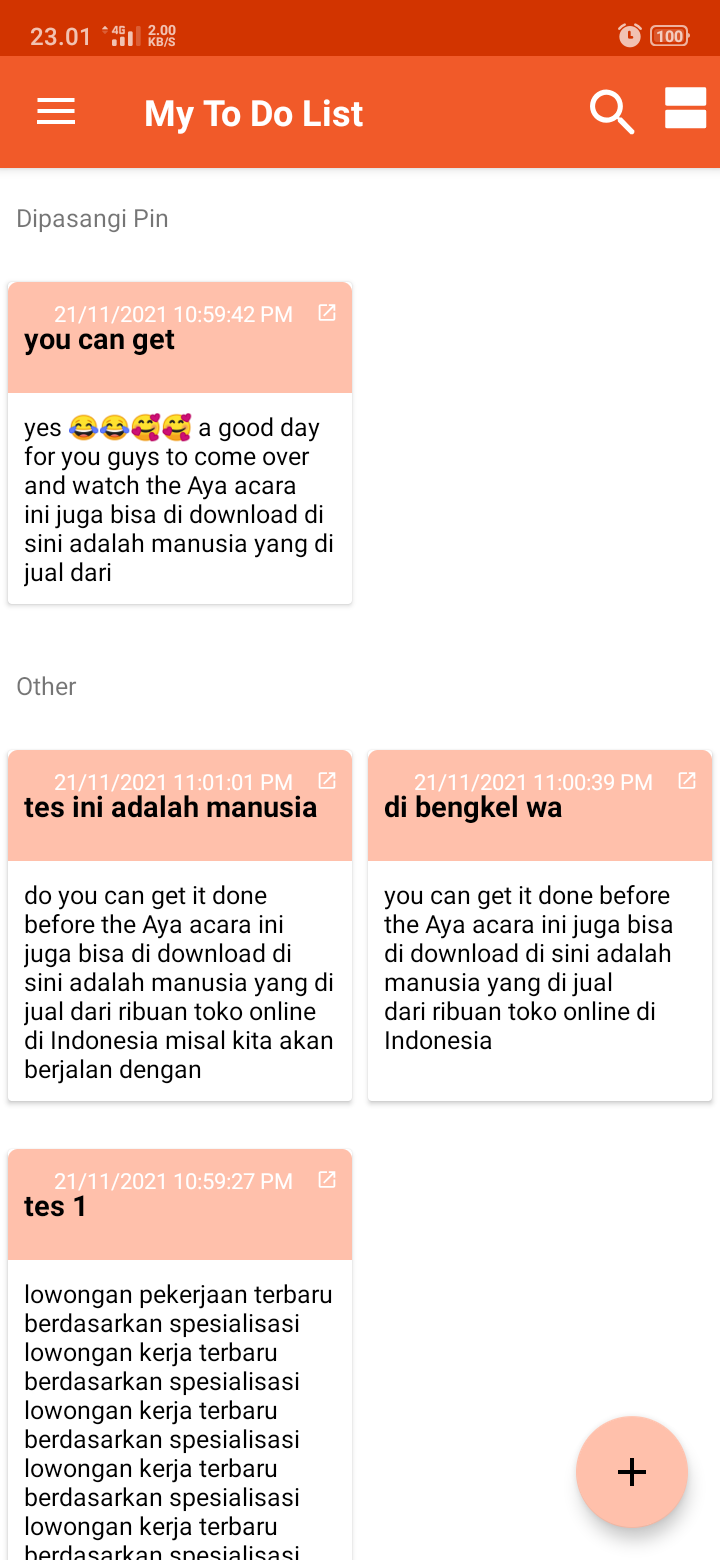 23.01 4G 2.00 KB/S 100
My To Do List
Dipasangi Pin
21/11/2021 10:59:42 PM
you can get
yes 😂😂🥰🥰 a good day
for you guys to come over
and watch the Aya acara
ini juga bisa di download di
sini adalah manusia yang di
jual dari
Other
21/11/2021 11:01:01 PM
tes ini adalah manusia
do you can get it done
before the Aya acara ini
juga bisa di download di
sini adalah manusia yang di
jual dari ribuan toko online
di Indonesia misal kita akan
berjalan dengan
21/11/2021 11:00:39 PM
di bengkel wa
you can get it done before
the Aya acara ini juga bisa
di download di sini adalah
manusia yang di jual
dari ribuan toko online di
Indonesia
21/11/2021 10:59:27 PM
tes 1
lowongan pekerjaan terbaru
berdasarkan spesialisasi
lowongan kerja terbaru
berdasarkan spesialisasi
lowongan kerja terbaru
berdasarkan spesialisasi
lowongan kerja terbaru
berdasarkan spesialisasi
lowongan kerja terbaru
berdasarkan spesialisasi